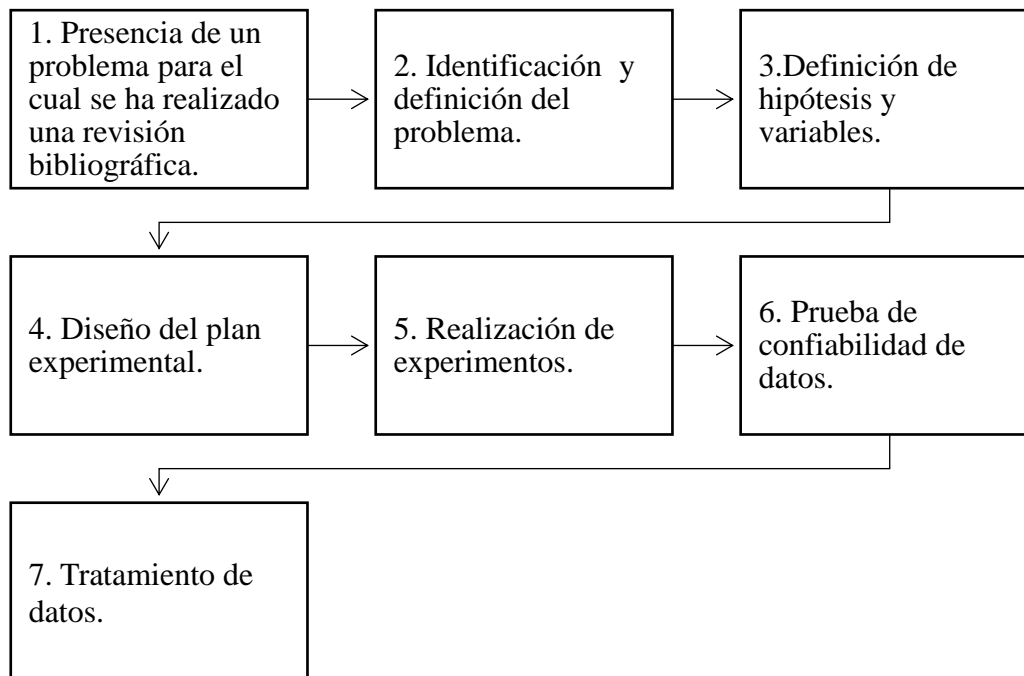 1. Presencia de un
problema para el
cual se ha realizado
una revisión
bibliográfica.
2. Identificación  y
definición del
problema.
3.Definición de
hipótesis y
variables.
4. Diseño del plan
experimental.
5. Realización de
experimentos.
6. Prueba de
confiabilidad de
datos.
7. Tratamiento de
datos.